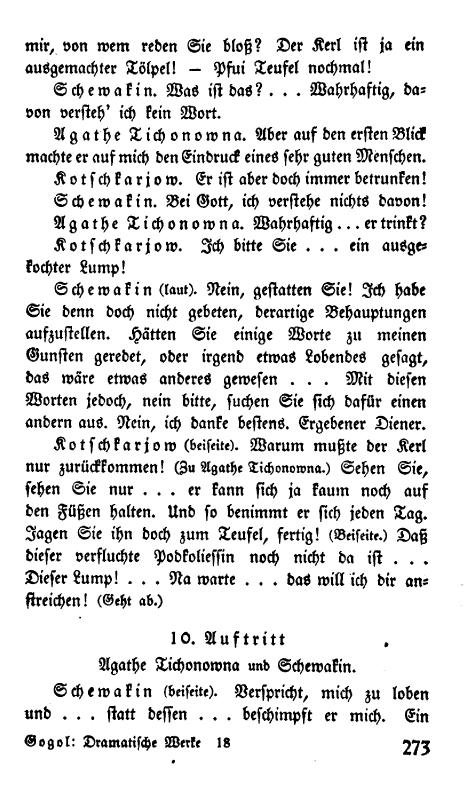 mir, von wem reden Sie bloß? Der Kerl ist ja ein
ausgemachter Tölpel! — Pfui Teufel nochmal!
Schewakin. Was ist das? . . . Wahrhaftig, da-
von versteh' ich kein Wort.
Agathe Tichonowna. Aber auf den ersten Blick
machte er auf mich den Eindruck eines sehr guten Menschen.
Kotschkarjow. Er ist aber doch immer betrunken!
Schewakin. Bei Gott, ich verstehe nichts davon!
Agathe Tichonowna. Wahrhaftig . . . er trinkt?
Kotschkarjow. Ich bitte Sie . . . ein ausge-
kochter Lump!
Schewakin (laut). Nein, gestatten Sie! Ich habe
Sie denn doch nicht gebeten, derartige Behauptungen
aufzustellen. Hätten Sie einige Worte zu meinen
Gunsten geredet, oder irgend etwas Lobendes gesagt,
das wäre etwas anderes gewesen . . . Mit diesen
Worten jedoch, nein bitte, suchen Sie sich dafür einen
andern aus. Nein, ich danke bestens. Ergebener Diener.
Kotschkarjow (beiseite). Warum mußte der Kerl
nur zurückkommen! (Zu Agathe Tichonowna.) Sehen Sie,
sehen Sie nur . . . er kann sich ja kaum noch auf
den Füßen halten. Und so benimmt er sich jeden Tag.
Jagen Sie ihn doch zum Teufel, fertig! (Beiseite.) Daß
dieser verfluchte Podkoliessin noch nicht da ist . . .
Dieser Lump! . . . Na warte . . . das will ich dir an-
streichen! (Geht ab.)
10. Auftritt
Agathe Tichonowna und Schewakin.
Schewakin (beiseite). Verspricht, mich zu loben
und . . . statt dessen . . . beschimpft er mich. Ein
Gogol: Dramatische Werke 18
273